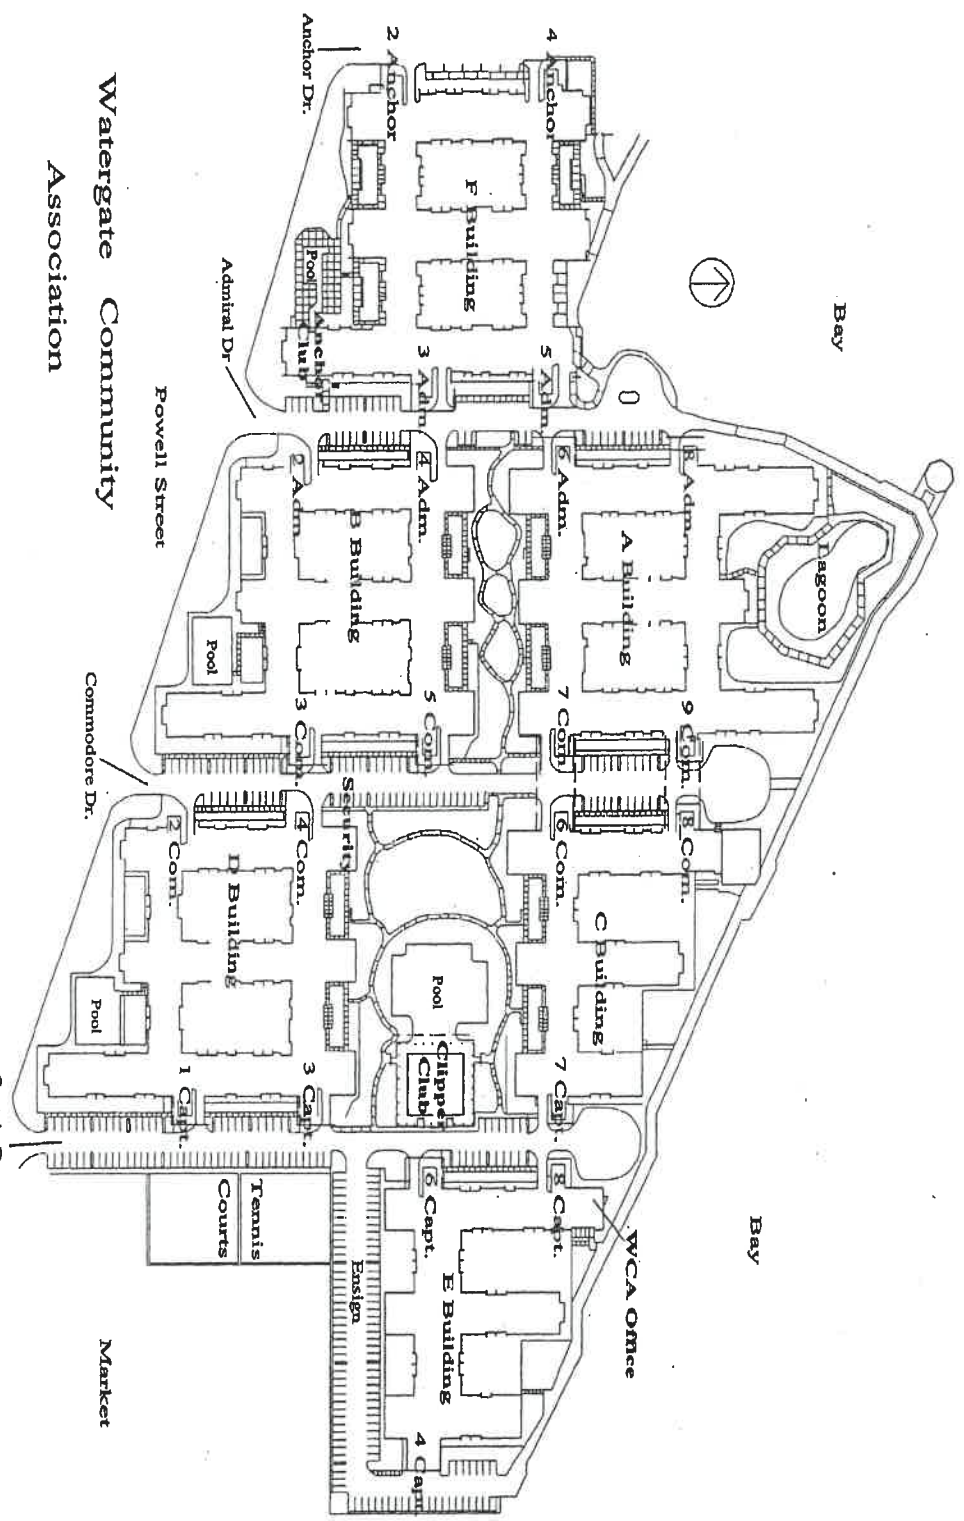 Watergate Community
Association
Anchor Dr.
2 Anchor
4 Anchor
F Building
Pool
Anchor
Club
Admiral Dr
3 Adm.
5 Adm.
Bay
Powell Street
2 Adm.
4 Adm.
6 Adm.
8 Adm.
B Building
A Building
Lagoon
Pool
Commodore Dr.
3 Com.
5 Com.
7 Com.
9 Com.
Security
2 Com.
4 Com.
6 Com.
8 Com.
D Building
C Building
Pool
Pool
Clipper
Club
1 Capt.
3 Capt.
7 Capt.
6 Capt.
8 Capt.
Bay
WCA Office
Tennis
Courts
Ensign
E Building
Market
4 Capt